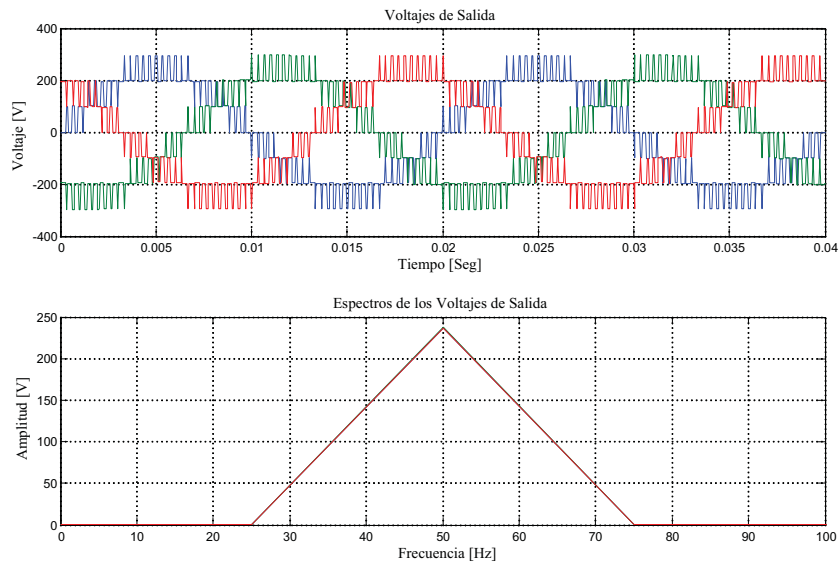 Voltajes de Salida
400
200
0
-200
-400
Voltaje [V]
0 0.005 0.01 0.015 0.02 0.025 0.03 0.035 0.04
Tiempo [Seg]
Espectros de los Voltajes de Salida
250
200
150
100
50
0
Amplitud [V]
0 10 20 30 40 50 60 70 80 90 100
Frecuencia [Hz]